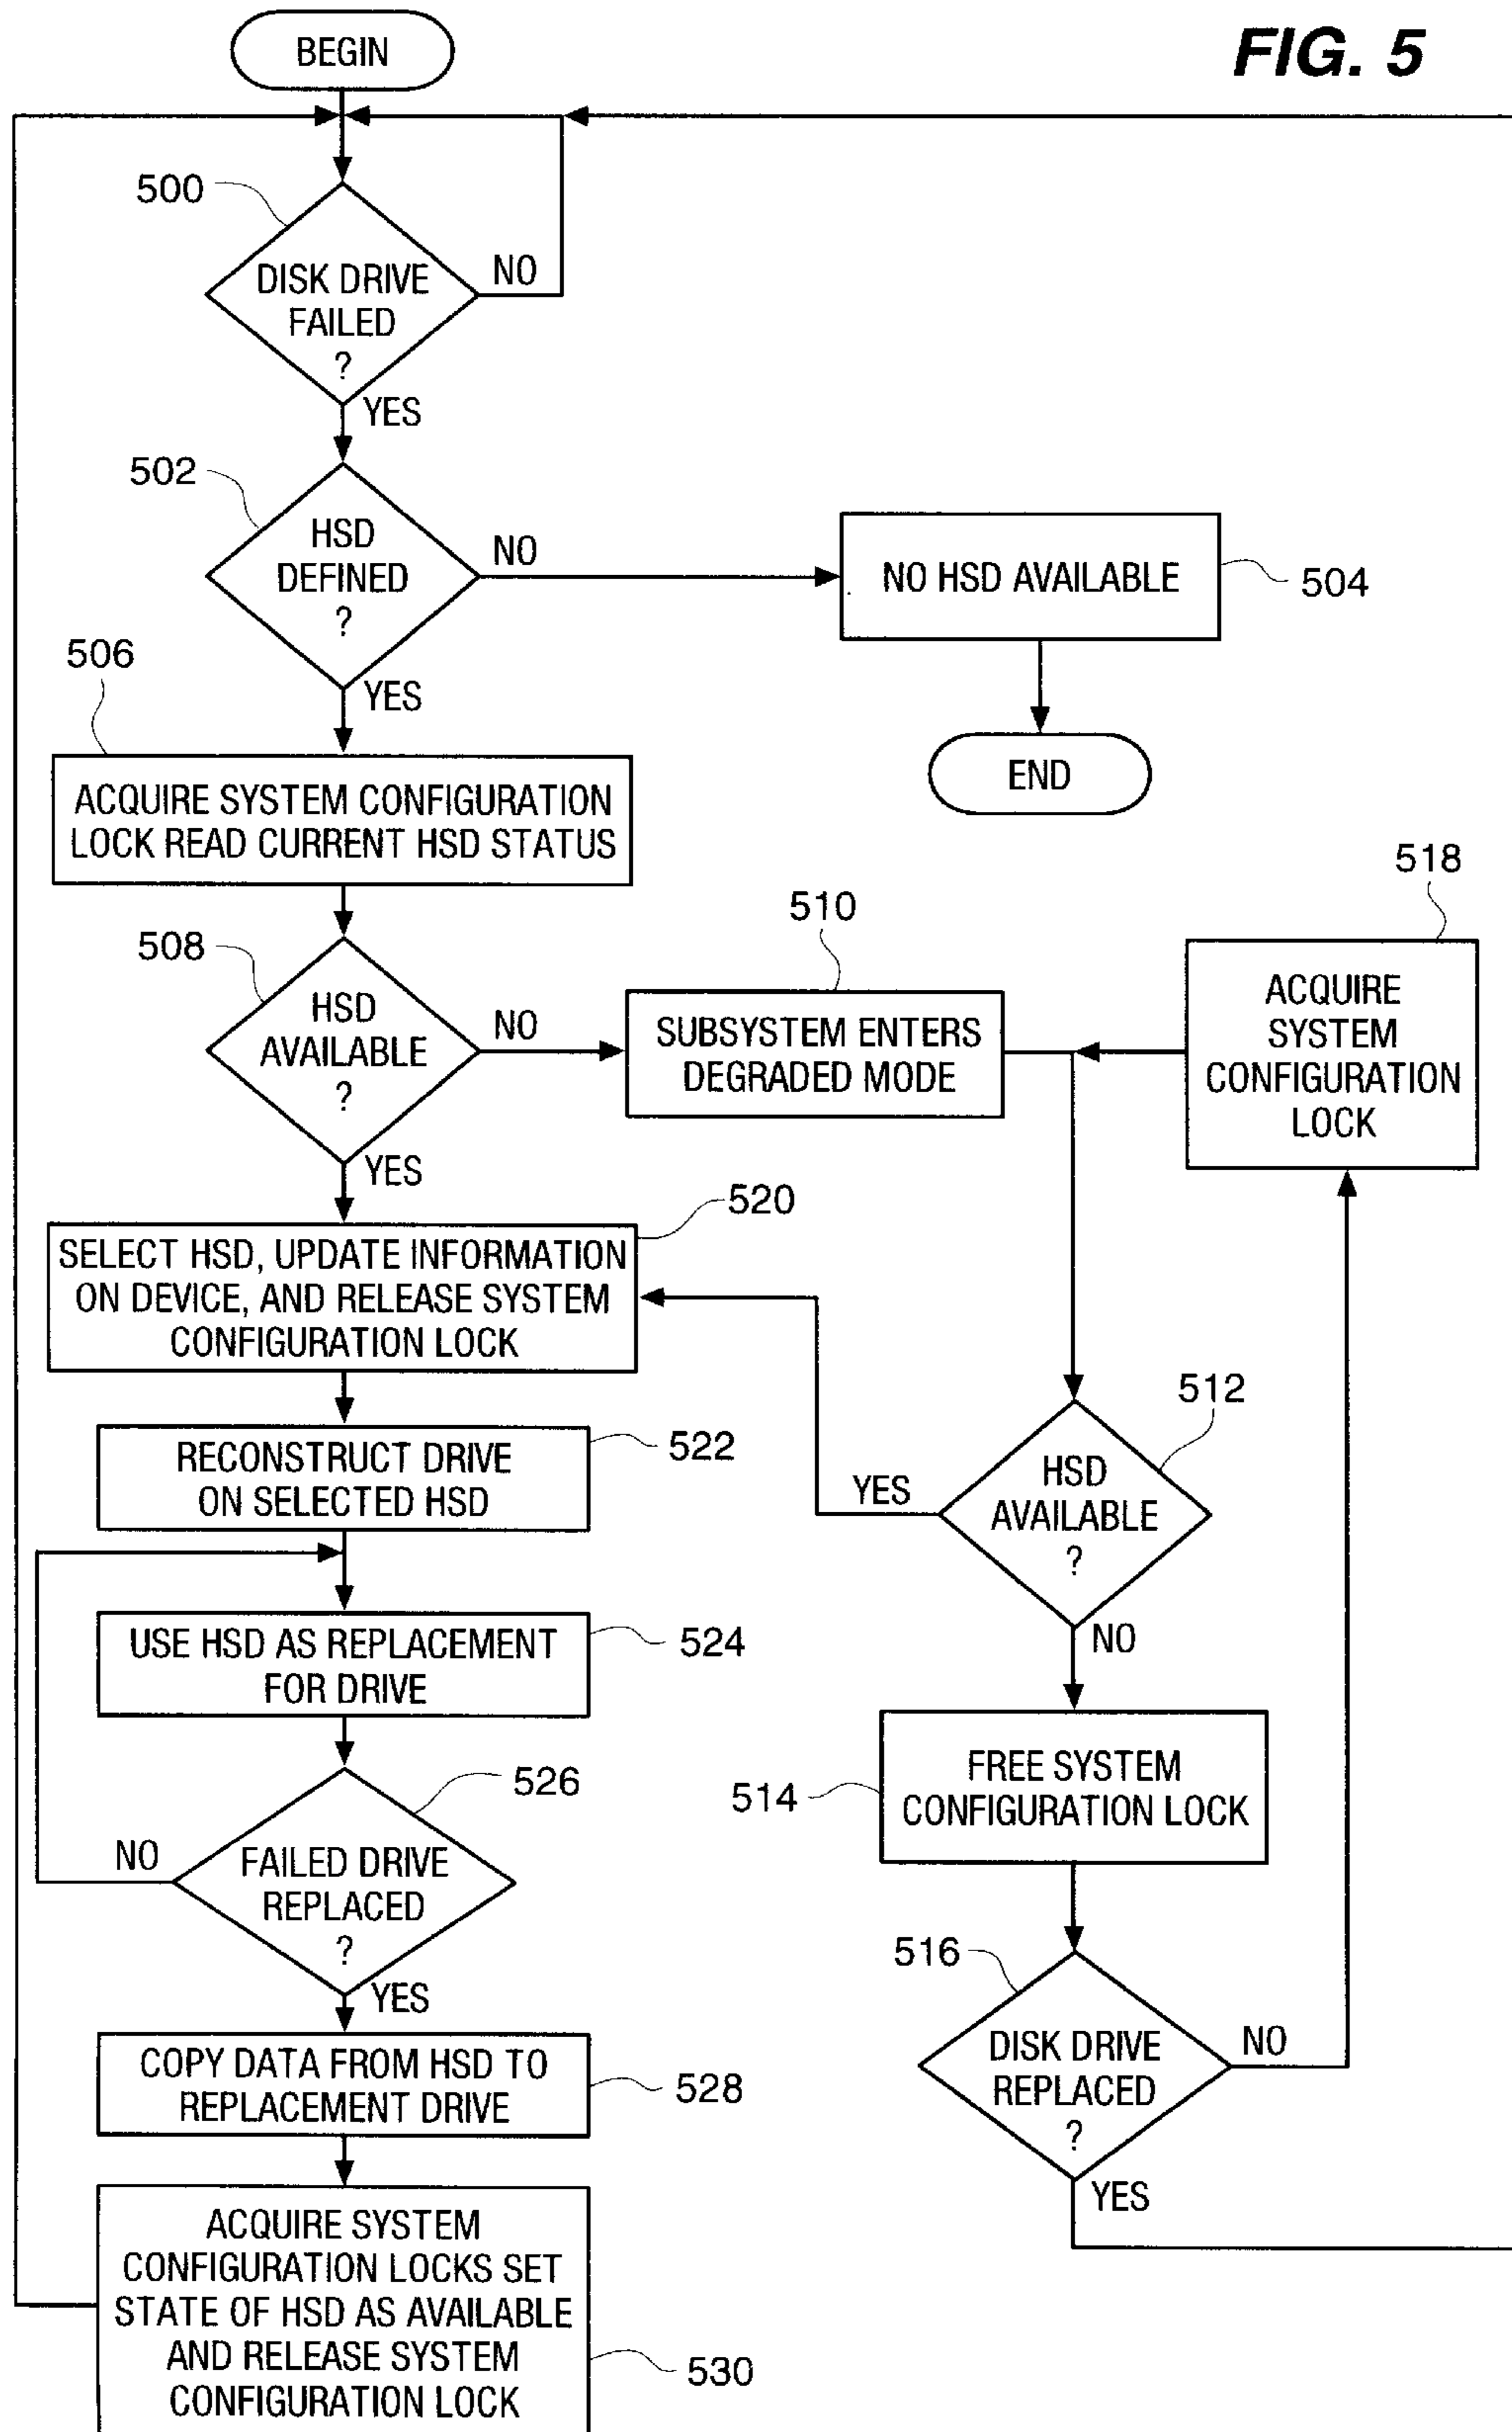 BEGIN
FIG. 5
500
DISK DRIVE
FAILED
?
NO
YES
502
HSD
DEFINED
?
NO
NO HSD AVAILABLE
504
YES
END
506
ACQUIRE SYSTEM CONFIGURATION
LOCK READ CURRENT HSD STATUS
508
HSD
AVAILABLE
?
NO
YES
510
SUBSYSTEM ENTERS
DEGRADED MODE
518
ACQUIRE
SYSTEM
CONFIGURATION
LOCK
520
SELECT HSD, UPDATE INFORMATION
ON DEVICE, AND RELEASE SYSTEM
CONFIGURATION LOCK
522
RECONSTRUCT DRIVE
ON SELECTED HSD
512
HSD
AVAILABLE
?
YES
NO
524
USE HSD AS REPLACEMENT
FOR DRIVE
514
FREE SYSTEM
CONFIGURATION LOCK
526
FAILED DRIVE
REPLACED
?
NO
YES
516
DISK DRIVE
REPLACED
?
NO
YES
COPY DATA FROM HSD TO
REPLACEMENT DRIVE
528
ACQUIRE SYSTEM
CONFIGURATION LOCKS SET
STATE OF HSD AS AVAILABLE
AND RELEASE SYSTEM
CONFIGURATION LOCK
530